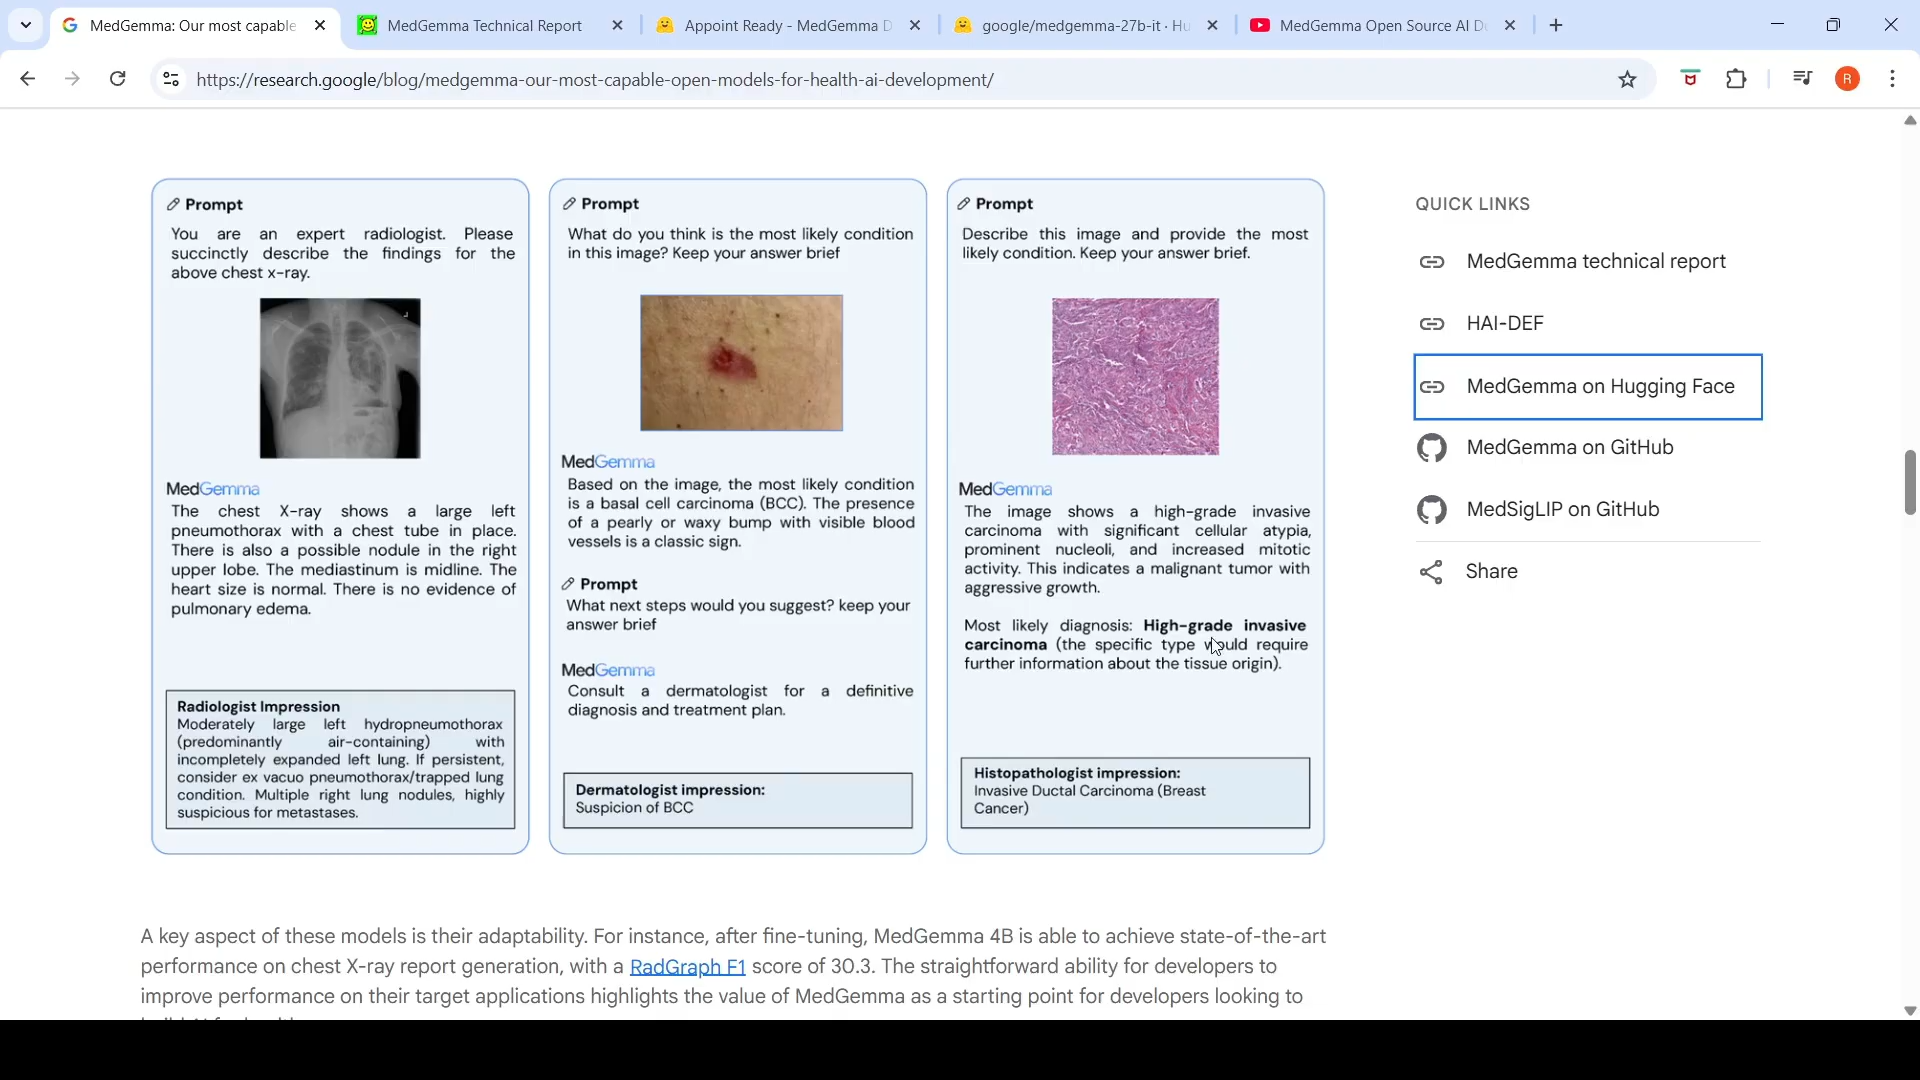 MedGemma: Our most capable
MedGemma Technical Report
Appoint Ready - MedGemma D
google/medgemma-27b-it · Hu
MedGemma Open Source AI De
https://research.google/blog/medgemma-our-most-capable-open-models-for-health-ai-development/
R
Prompt
You are an expert radiologist. Please
succinctly describe the findings for the
above chest x-ray.
MedGemma
The chest X-ray shows a large left
pneumothorax with a chest tube in place.
There is also a possible nodule in the right
upper lobe. The mediastinum is midline. The
heart size is normal. There is no evidence of
pulmonary edema.
Radiologist Impression
Moderately large left hydropneumothorax
(predominantly air-containing) with
incompletely expanded left lung. If persistent,
consider ex vacuo pneumothorax/trapped lung
condition. Multiple right lung nodules, highly
suspicious for metastases.
Prompt
What do you think is the most likely condition
in this image? Keep your answer brief
MedGemma
Based on the image, the most likely condition
is a basal cell carcinoma (BCC). The presence
of a pearly or waxy bump with visible blood
vessels is a classic sign.
Prompt
What next steps would you suggest? keep your
answer brief
MedGemma
Consult a dermatologist for a definitive
diagnosis and treatment plan.
Dermatologist impression:
Suspicion of BCC
Prompt
Describe this image and provide the most
likely condition. Keep your answer brief.
MedGemma
The image shows a high-grade invasive
carcinoma with significant cellular atypia,
prominent nucleoli, and increased mitotic
activity. This indicates a malignant tumor with
aggressive growth.
Most likely diagnosis: High-grade invasive
carcinoma (the specific type would require
further information about the tissue origin).
Histopathologist impression:
Invasive Ductal Carcinoma (Breast
Cancer)
QUICK LINKS
MedGemma technical report
HAI-DEF
MedGemma on Hugging Face
MedGemma on GitHub
MedSigLIP on GitHub
Share
A key aspect of these models is their adaptability. For instance, after fine-tuning, MedGemma 4B is able to achieve state-of-the-art
performance on chest X-ray report generation, with a RadGraph F1 score of 30.3. The straightforward ability for developers to
improve performance on their target applications highlights the value of MedGemma as a starting point for developers looking to